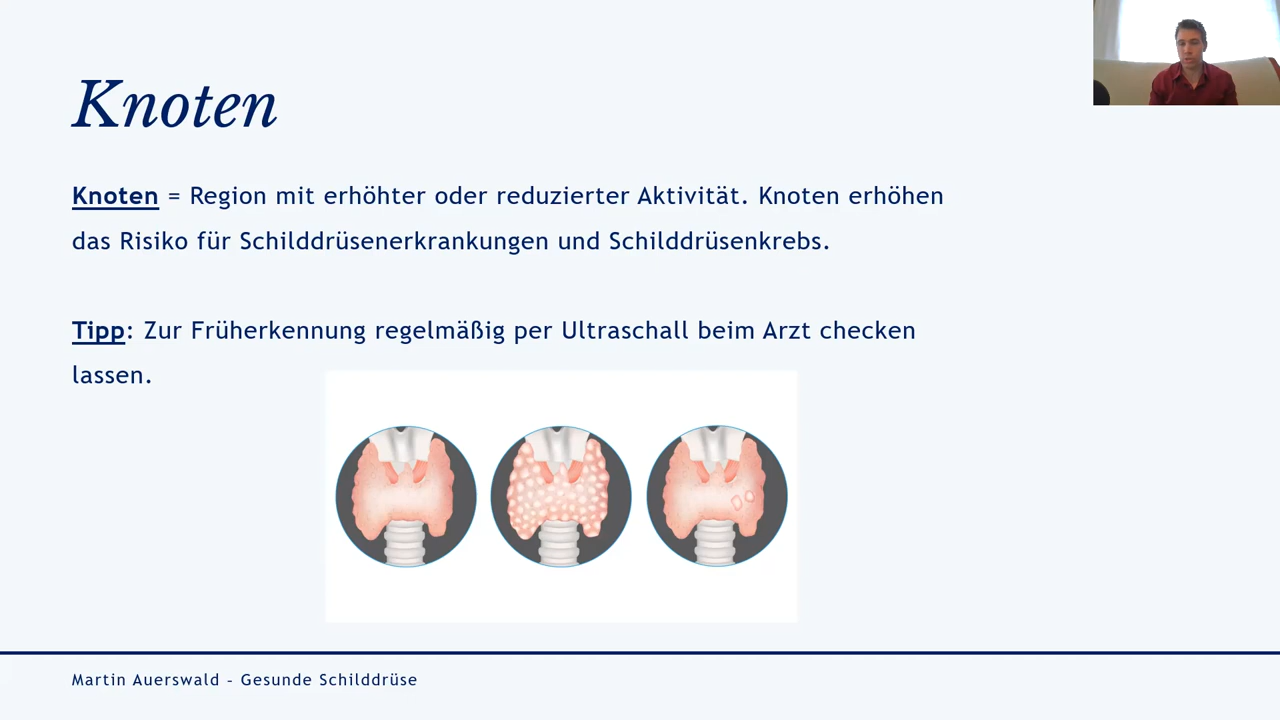 Knoten
Knoten = Region mit erhöhter oder reduzierter Aktivität. Knoten erhöhen
das Risiko für Schilddrüsenerkrankungen und Schilddrüsenkrebs.
Tipp: Zur Früherkennung regelmäßig per Ultraschall beim Arzt checken
lassen.
Martin Auerswald – Gesunde Schilddrüse